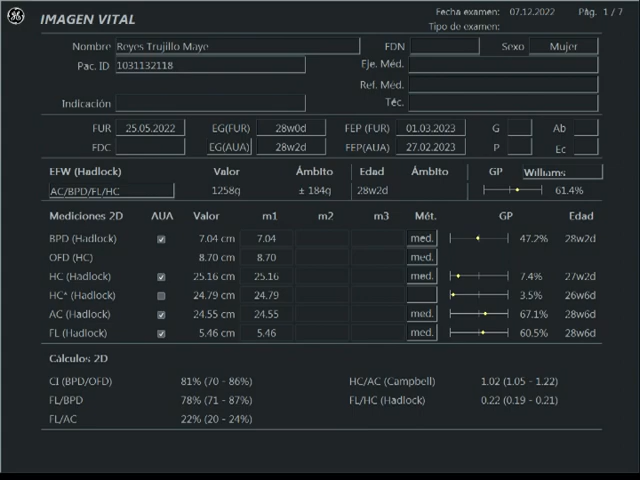 IMAGEN VITAL
Fecha examen: 07.12.2022 Pág. 1 / 7
Tipo de examen:
Nombre Reyes Trujillo Maye FDN Sexo Mujer
Pac. ID 1031132118 Eje. Méd.
Ref. Méd.
Indicación Téc.
FUR 25.05.2022 EG(FUR) 28w0d FEP (FUR) 01.03.2023 G Ab
FDC EG(AUA) 28w2d FEP(AUA) 27.02.2023 P Ec
EFW (Hadlock) Valor Ámbito Edad Ámbito GP Williams
AC/BPD/FL/HC 1258g ± 184g 28w2d 61.4%
Mediciones 2D AUA Valor m1 m2 m3 Mét. GP Edad
BPD (Hadlock) 7.04 cm 7.04 med. 47.2% 28w2d
OFD (HC) 8.70 cm 8.70 med.
HC (Hadlock) 25.16 cm 25.16 med. 7.4% 27w2d
HC* (Hadlock) 24.79 cm 24.79 3.5% 26w6d
AC (Hadlock) 24.55 cm 24.55 med. 67.1% 28w6d
FL (Hadlock) 5.46 cm 5.46 med. 60.5% 28w6d
Cálculos 2D
CI (BPD/OFD) 81% (70 - 86%) HC/AC (Campbell) 1.02 (1.05 - 1.22)
FL/BPD 78% (71 - 87%) FL/HC (Hadlock) 0.22 (0.19 - 0.21)
FL/AC 22% (20 - 24%)